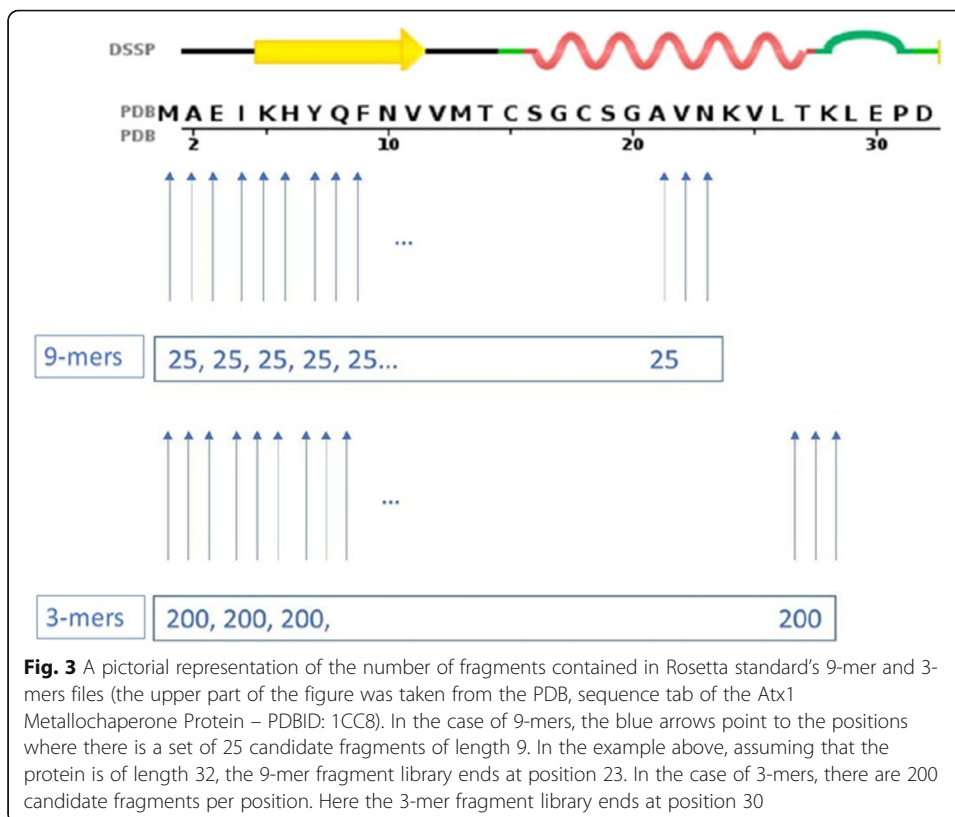 DSSP
PDB M A E I K H Y Q F N V V M T C S G C S G A V N K V L T K L E P D
PDB 2 10 20 30
...
9-mers 25, 25, 25, 25, 25... 25
...
3-mers 200, 200, 200, 200
Fig. 3 A pictorial representation of the number of fragments contained in Rosetta standard's 9-mer and 3-
mers files (the upper part of the figure was taken from the PDB, sequence tab of the Atx1
Metallochaperone Protein – PDBID: 1CC8). In the case of 9-mers, the blue arrows point to the positions
where there is a set of 25 candidate fragments of length 9. In the example above, assuming that the
protein is of length 32, the 9-mer fragment library ends at position 23. In the case of 3-mers, there are 200
candidate fragments per position. Here the 3-mer fragment library ends at position 30